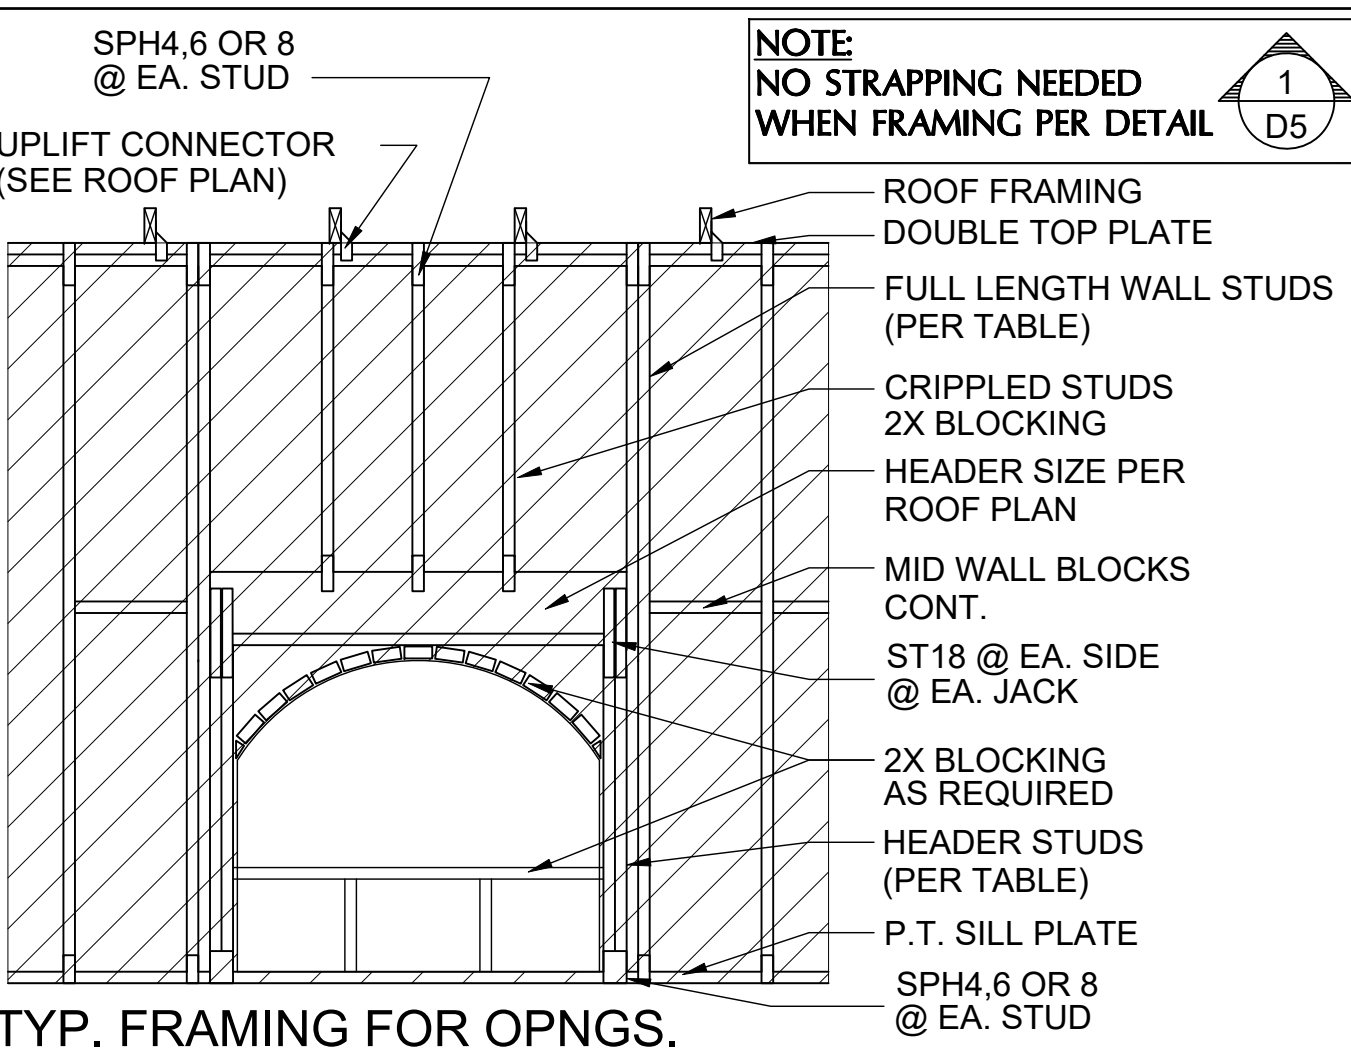 SPH4,6 OR 8
@ EA. STUD
UPLIFT CONNECTOR
(SEE ROOF PLAN)
NOTE:
NO STRAPPING NEEDED
WHEN FRAMING PER DETAIL
1
D5
ROOF FRAMING
DOUBLE TOP PLATE
FULL LENGTH WALL STUDS
(PER TABLE)
CRIPPLED STUDS
2X BLOCKING
HEADER SIZE PER
ROOF PLAN
MID WALL BLOCKS
CONT.
ST18 @ EA. SIDE
@ EA. JACK
2X BLOCKING
AS REQUIRED
HEADER STUDS
(PER TABLE)
P.T. SILL PLATE
SPH4,6 OR 8
@ EA. STUD
TYP. FRAMING FOR OPNGS.